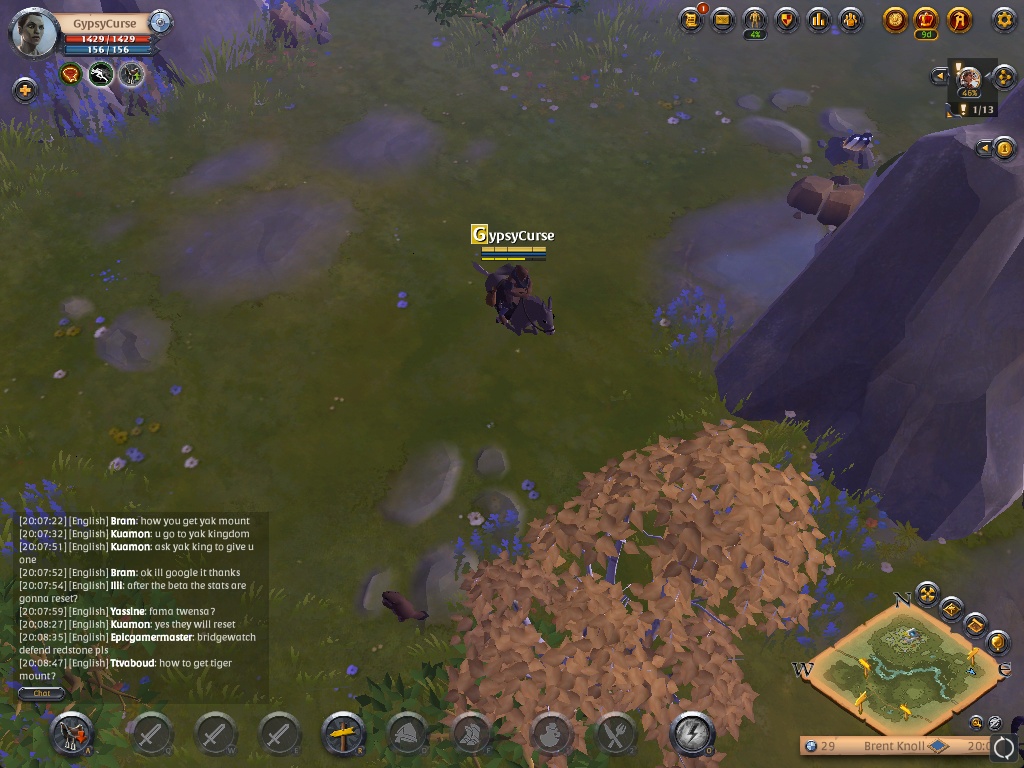 GypsyCurse
1429 / 1429
156 / 156
1
4%
9d
46%
1/13
1
GypsyCurse
[20:07:22] [English] Bram: how you get yak mount
[20:07:32] [English] Kuamon: u go to yak kingdom
[20:07:51] [English] Kuamon: ask yak king to give u
one
[20:07:52] [English] Bram: ok ill google it thanks
[20:07:54] [English] Illi: after the beta the stats are
gonna reset?
[20:07:59] [English] Yassine: fama twensa ?
[20:08:27] [English] Kuamon: yes they will reset
[20:08:35] [English] Epicgamermaster: bridgewatch
defend redstone pls
[20:08:47] [English] Ttvaboud: how to get tiger
mount?
Chat
N
W
E
A
Q
W
E
R
D
F
29
Brent Knoll
20:0